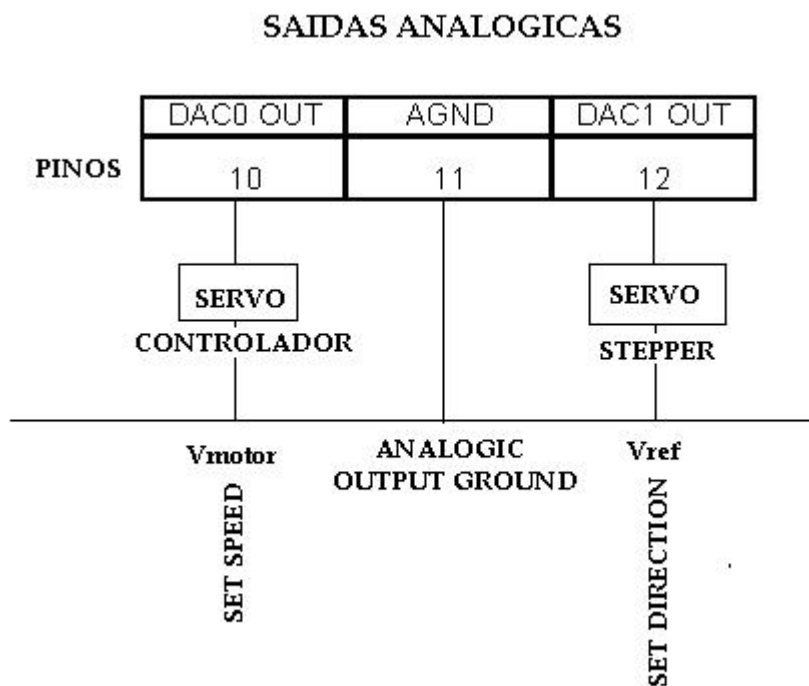 SAIDAS ANALOGICAS
DAC0 OUT AGND DAC1 OUT
PINOS 10 11 12
SERVO SERVO
CONTROLADOR STEPPER
Vmotor ANALOGIC OUTPUT GROUND Vref
SET SPEED
SET DIRECTION